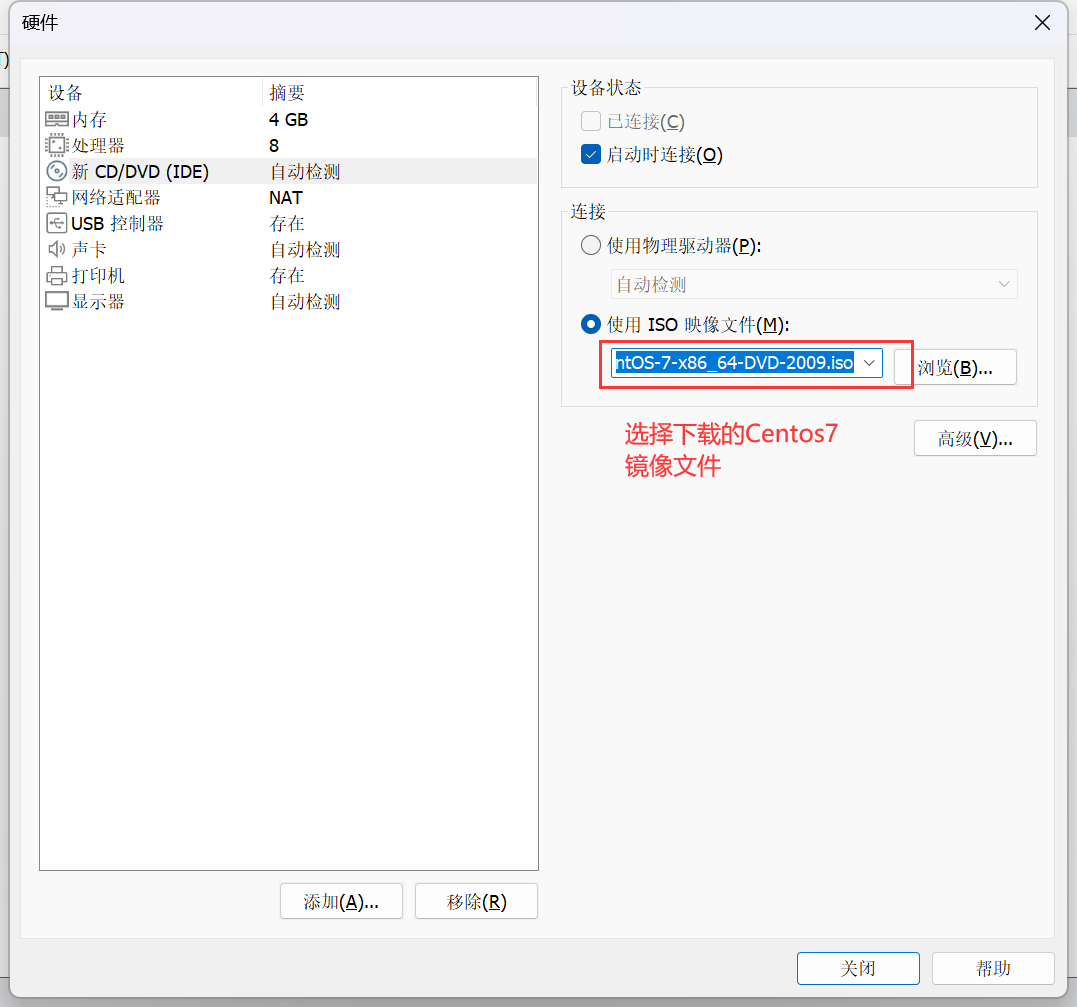 硬件
T)
设备 摘要
内存 4 GB
处理器 8
新 CD/DVD (IDE) 自动检测
网络适配器 NAT
USB 控制器 存在
声卡 自动检测
打印机 存在
显示器 自动检测
添加(A)... 移除(R)
设备状态
已连接(C)
启动时连接(O)
连接
使用物理驱动器(P):
自动检测
使用 ISO 映像文件(M):
ntOS-7-x86_64-DVD-2009.iso 浏览(B)...
选择下载的Centos7
镜像文件
高级(V)...
关闭 帮助